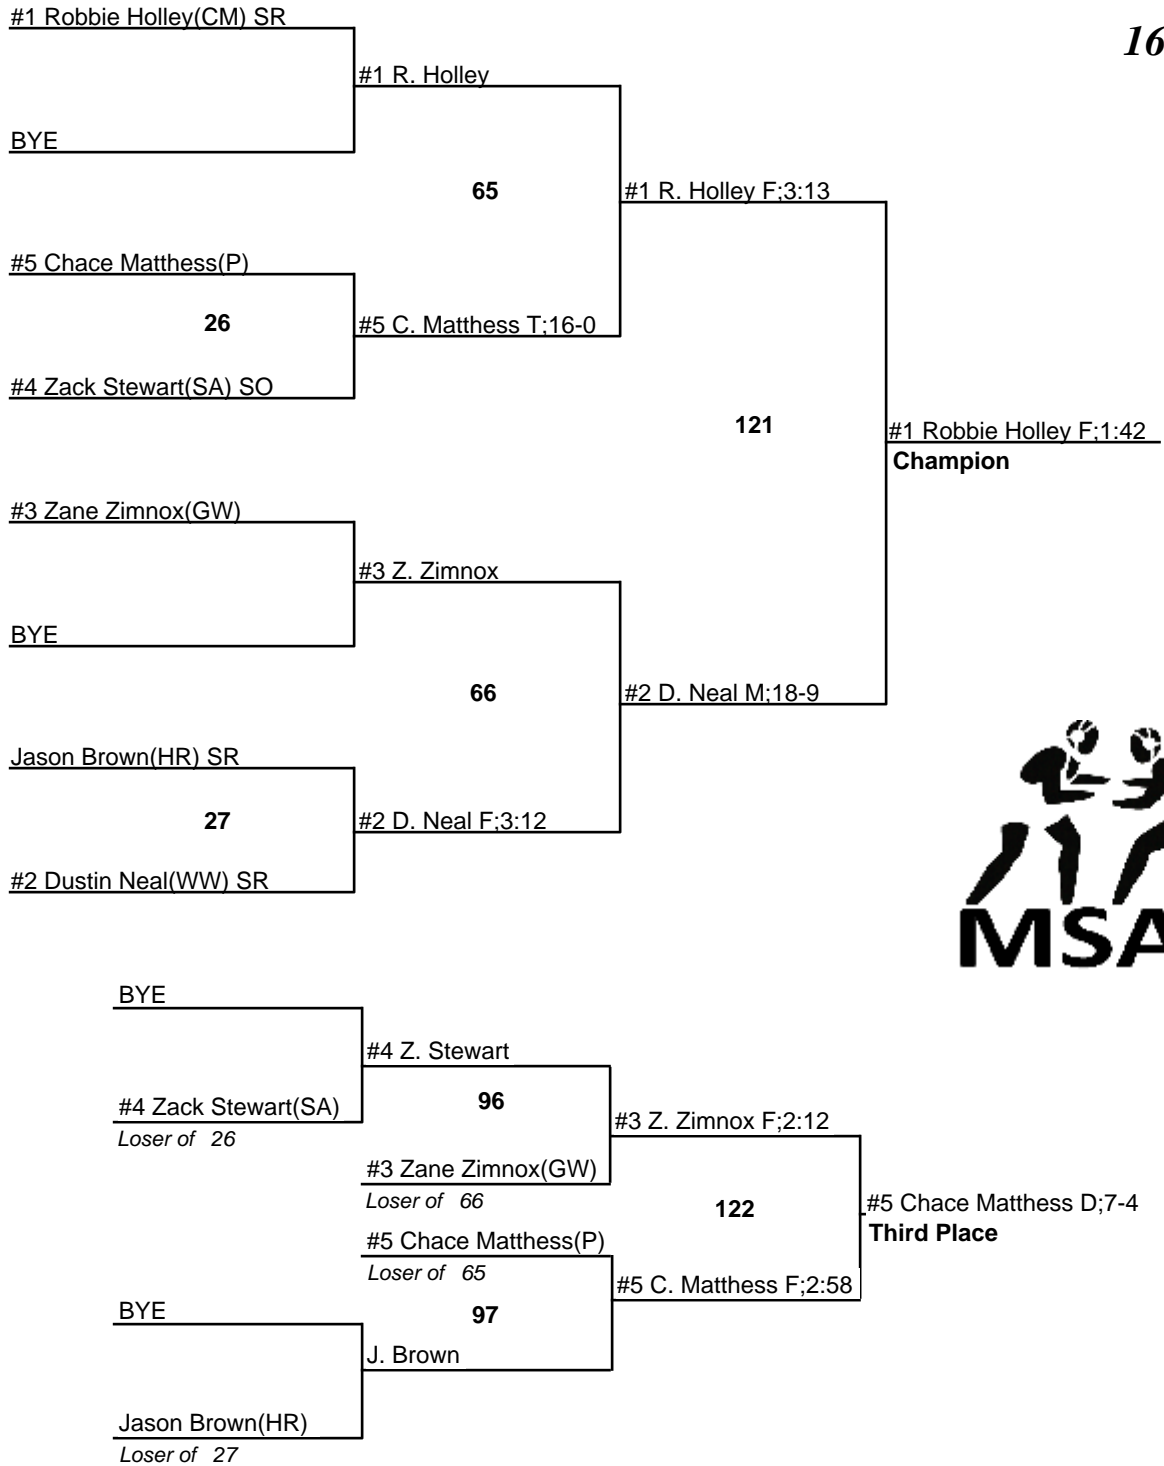 #1 Robbie Holley(CM) SR
16
#1 R. Holley
BYE
65
#1 R. Holley F;3:13
#5 Chace Matthess(P)
26
#5 C. Matthess T;16-0
#4 Zack Stewart(SA) SO
121
#1 Robbie Holley F;1:42
Champion
#3 Zane Zimnox(GW)
#3 Z. Zimnox
BYE
66
#2 D. Neal M;18-9
Jason Brown(HR) SR
27
#2 D. Neal F;3:12
#2 Dustin Neal(WW) SR
MSA
BYE
#4 Z. Stewart
#4 Zack Stewart(SA)
Loser of 26
96
#3 Z. Zimnox F;2:12
#3 Zane Zimnox(GW)
Loser of 66
122
#5 Chace Matthess D;7-4
Third Place
#5 Chace Matthess(P)
Loser of 65
#5 C. Matthess F;2:58
BYE
97
J. Brown
Jason Brown(HR)
Loser of 27